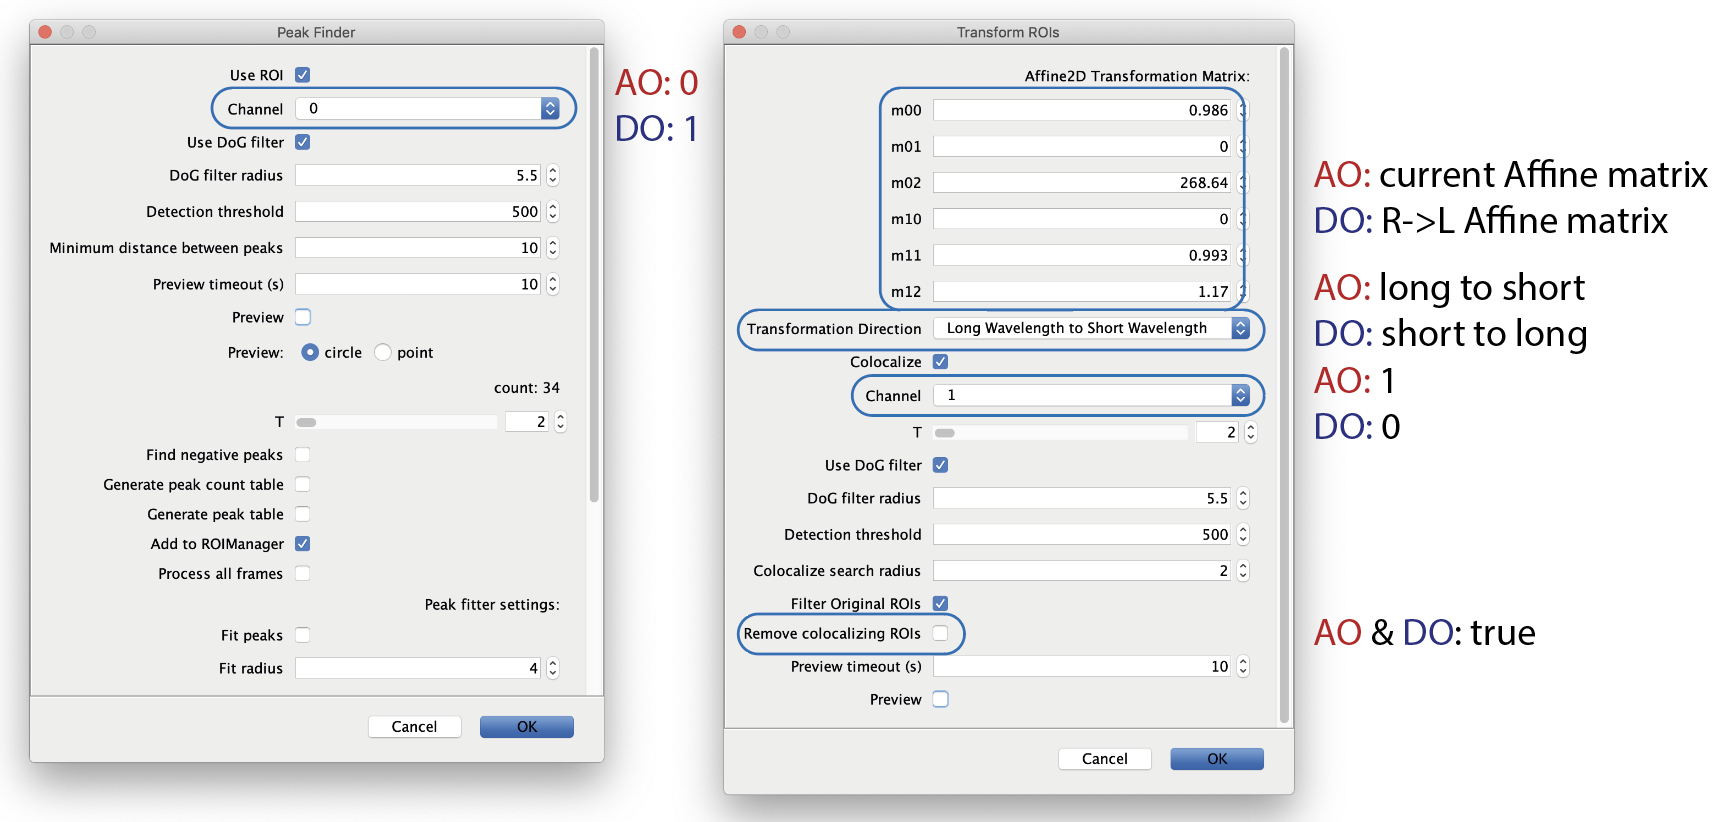 Peak Finder
Use ROI
Channel 0
Use DoG filter
DoG filter radius 5.5
Detection threshold 500
Minimum distance between peaks 10
Preview timeout (s) 10
Preview
Preview: circle point
count: 34
T 2
Find negative peaks
Generate peak count table
Generate peak table
Add to ROIManager
Process all frames
Peak fitter settings:
Fit peaks
Fit radius 4
Cancel OK
AO: 0
DO: 1
Transform ROIs
Affine2D Transformation Matrix:
m00 0.986
m01 0
m02 268.64
m10 0
m11 0.993
m12 1.17
Transformation Direction Long Wavelength to Short Wavelength
Colocalize
Channel 1
T 2
Use DoG filter
DoG filter radius 5.5
Detection threshold 500
Colocalize search radius 2
Filter Original ROIs
Remove colocalizing ROIs
Preview timeout (s) 10
Preview
Cancel OK
AO: current Affine matrix
DO: R->L Affine matrix
AO: long to short
DO: short to long
AO: 1
DO: 0
AO & DO: true